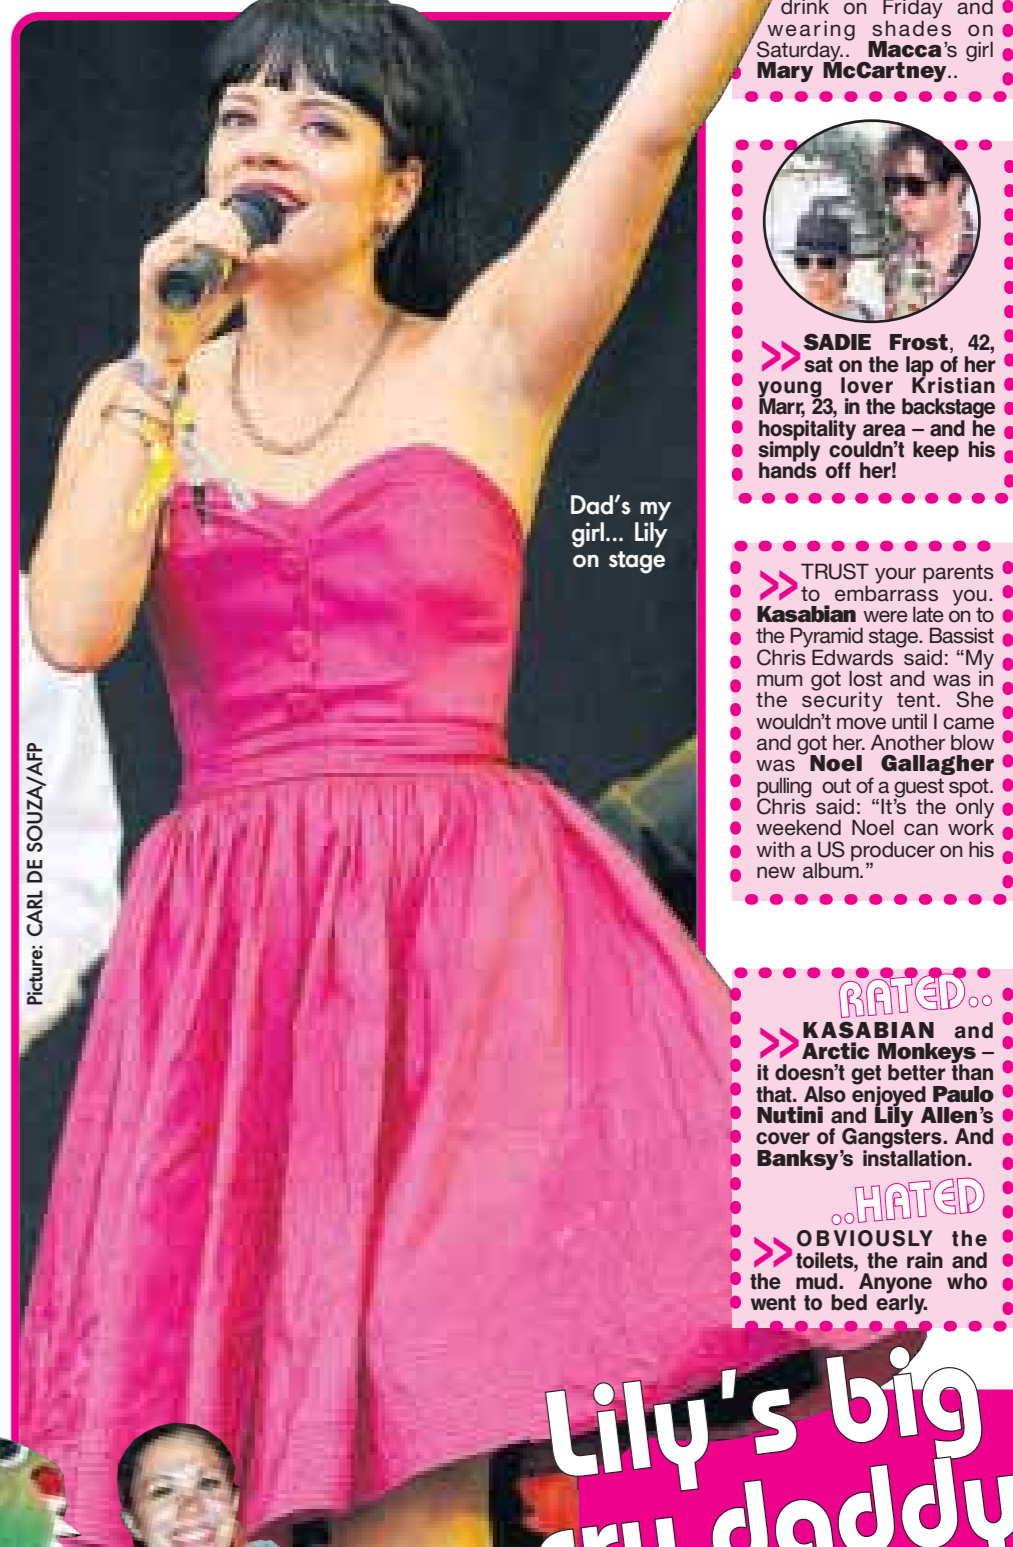 drink on Friday and
wearing shades on
Saturday.. Macca's girl
Mary McCartney..
SADIE Frost, 42,
sat on the lap of her
young lover Kristian
Marr, 23, in the backstage
hospitality area – and he
simply couldn't keep his
hands off her!
Dad's my
girl... Lily
on stage
TRUST your parents
to embarrass you.
Kasabian were late on to
the Pyramid stage. Bassist
Chris Edwards said: “My
mum got lost and was in
the security tent. She
wouldn't move until I came
and got her. Another blow
was Noel Gallagher
pulling out of a guest spot.
Chris said: “It's the only
weekend Noel can work
with a US producer on his
new album.”
Picture: CARL DE SOUZA/AFP
RATED..
KASABIAN and
Arctic Monkeys –
it doesn't get better than
that. Also enjoyed Paulo
Nutini and Lily Allen's
cover of Gangsters. And
Banksy's installation.
..HATED
OBVIOUSLY the
toilets, the rain and
the mud. Anyone who
went to bed early.
Lily's big
daddy